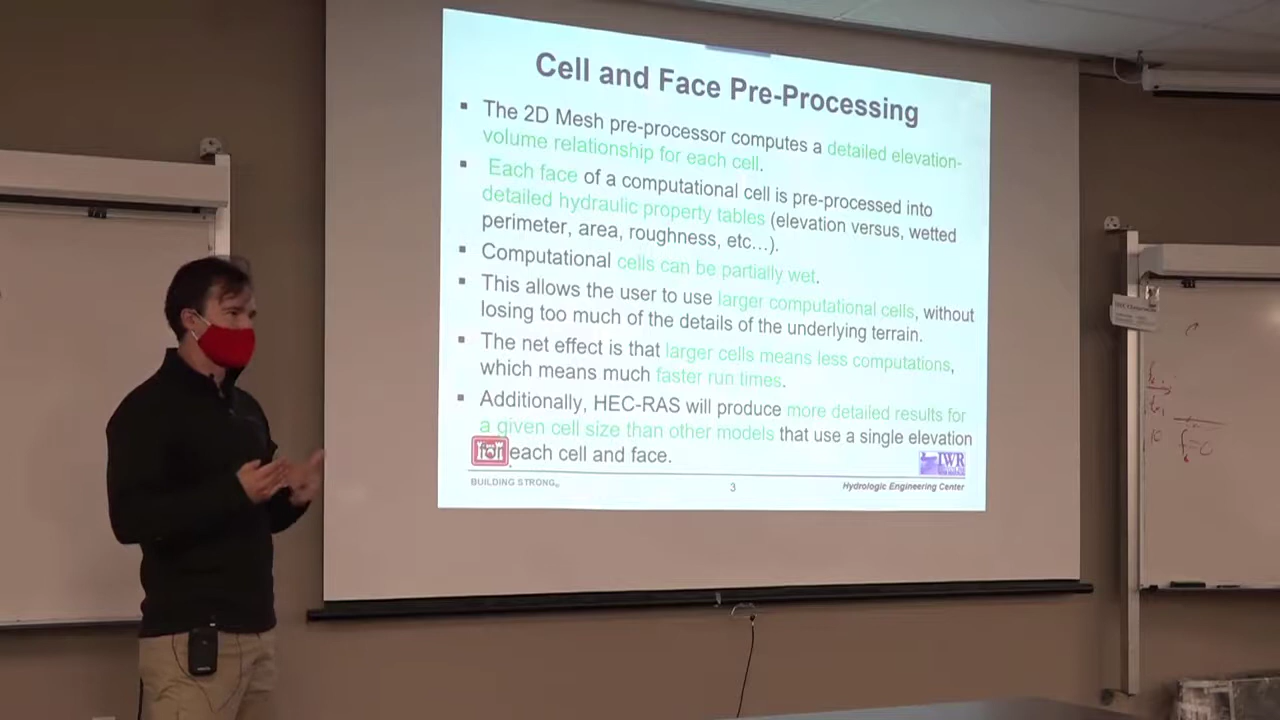 Cell and Face Pre-Processing
▪ The 2D Mesh pre-processor computes a detailed elevation-
volume relationship for each cell.
▪ Each face of a computational cell is pre-processed into
detailed hydraulic property tables (elevation versus, wetted
perimeter, area, roughness, etc…).
▪ Computational cells can be partially wet.
▪ This allows the user to use larger computational cells, without
losing too much of the details of the underlying terrain.
▪ The net effect is that larger cells means less computations,
which means much faster run times.
▪ Additionally, HEC-RAS will produce more detailed results for
a given cell size than other models that use a single elevation
each cell and face.
IWR
BUILDING STRONG®
3
Hydrologic Engineering Center
10
f=0